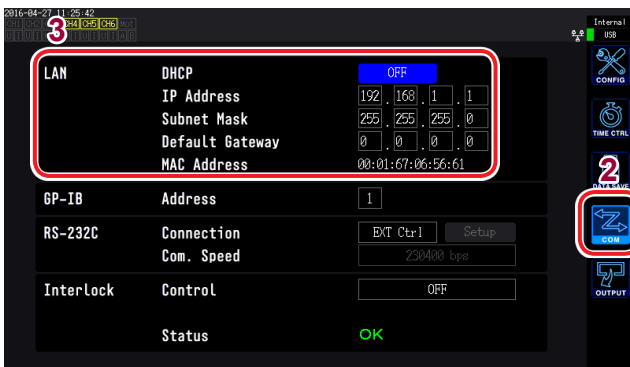 2016-04-27 11:25:42
Internal
CH1 CH2 CH4 CH5 CH6 Mot
3
USB
U I U I U I U I U I A B
LAN DHCP OFF
CONFIG
IP Address 192 . 168 . 1 . 1
Subnet Mask 255 . 255 . 255 . 0
Default Gateway 0 . 0 . 0 . 0
TIME CTRL
MAC Address 00:01:67:06:56:61
2
DATA SAVE
GP-IB Address 1
RS-232C Connection EXT Ctrl Setup
COM
Com. Speed 230400 bps
Interlock Control OFF
OUTPUT
Status OK